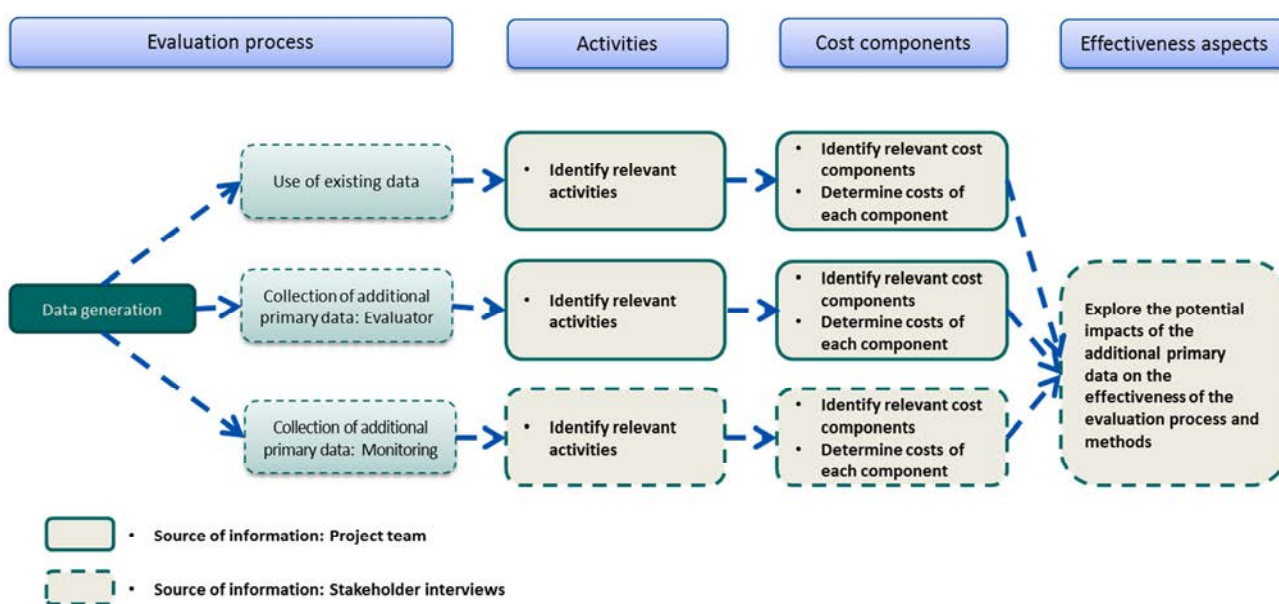 Evaluation process
Activities
Cost components
Effectiveness aspects
Use of existing data
• Identify relevant
activities
• Identify relevant cost
components
• Determine costs of
each component
Data generation
Collection of additional
primary data: Evaluator
• Identify relevant
activities
• Identify relevant cost
components
• Determine costs of
each component
Explore the potential
impacts of the
additional primary
data on the
effectiveness of the
evaluation process and
methods
Collection of additional
primary data: Monitoring
• Identify relevant
activities
• Identify relevant cost
components
• Determine costs of
each component
• Source of information: Project team
• Source of information: Stakeholder interviews